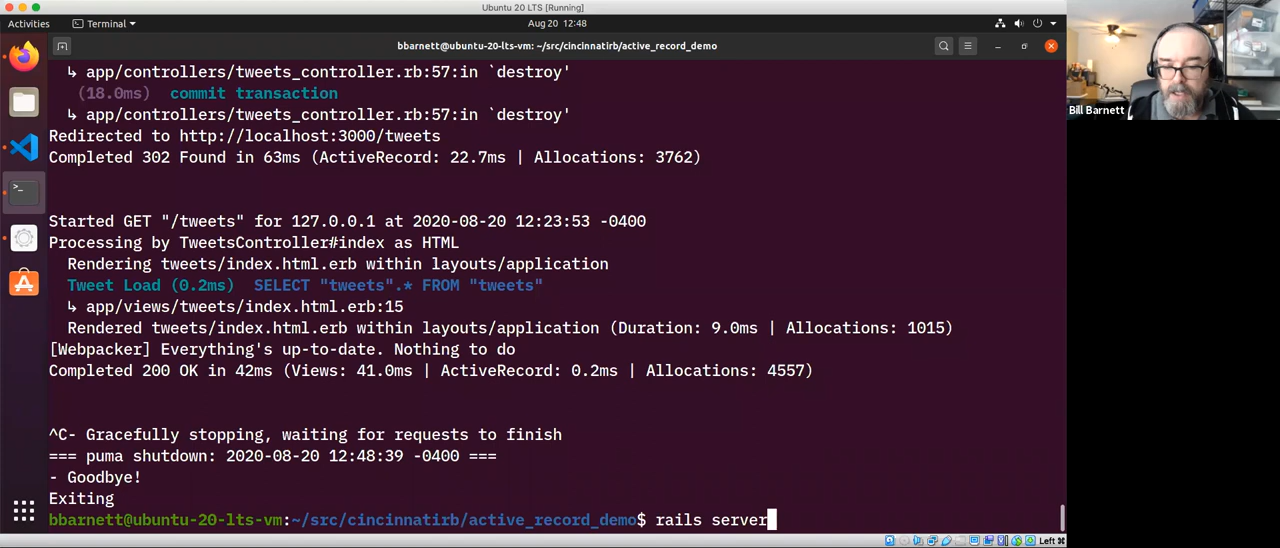 Ubuntu 20 LTS [Running]
Activities
Terminal
Aug 20 12:48
bbarnett@ubuntu-20-lts-vm: ~/src/cincinnatirb/active_record_demo
↳ app/controllers/tweets_controller.rb:57:in `destroy'
(18.0ms)  commit transaction
↳ app/controllers/tweets_controller.rb:57:in `destroy'
Redirected to http://localhost:3000/tweets
Completed 302 Found in 63ms (ActiveRecord: 22.7ms | Allocations: 3762)
Started GET "/tweets" for 127.0.0.1 at 2020-08-20 12:23:53 -0400
Processing by TweetsController#index as HTML
Rendering tweets/index.html.erb within layouts/application
Tweet Load (0.2ms)  SELECT "tweets".* FROM "tweets"
↳ app/views/tweets/index.html.erb:15
Rendered tweets/index.html.erb within layouts/application (Duration: 9.0ms | Allocations: 1015)
[Webpacker] Everything's up-to-date. Nothing to do
Completed 200 OK in 42ms (Views: 41.0ms | ActiveRecord: 0.2ms | Allocations: 4557)
^C- Gracefully stopping, waiting for requests to finish
=== puma shutdown: 2020-08-20 12:48:39 -0400 ===
- Goodbye!
Exiting
bbarnett@ubuntu-20-lts-vm:~/src/cincinnatirb/active_record_demo$ rails server
Bill Barnett
Left ⌘